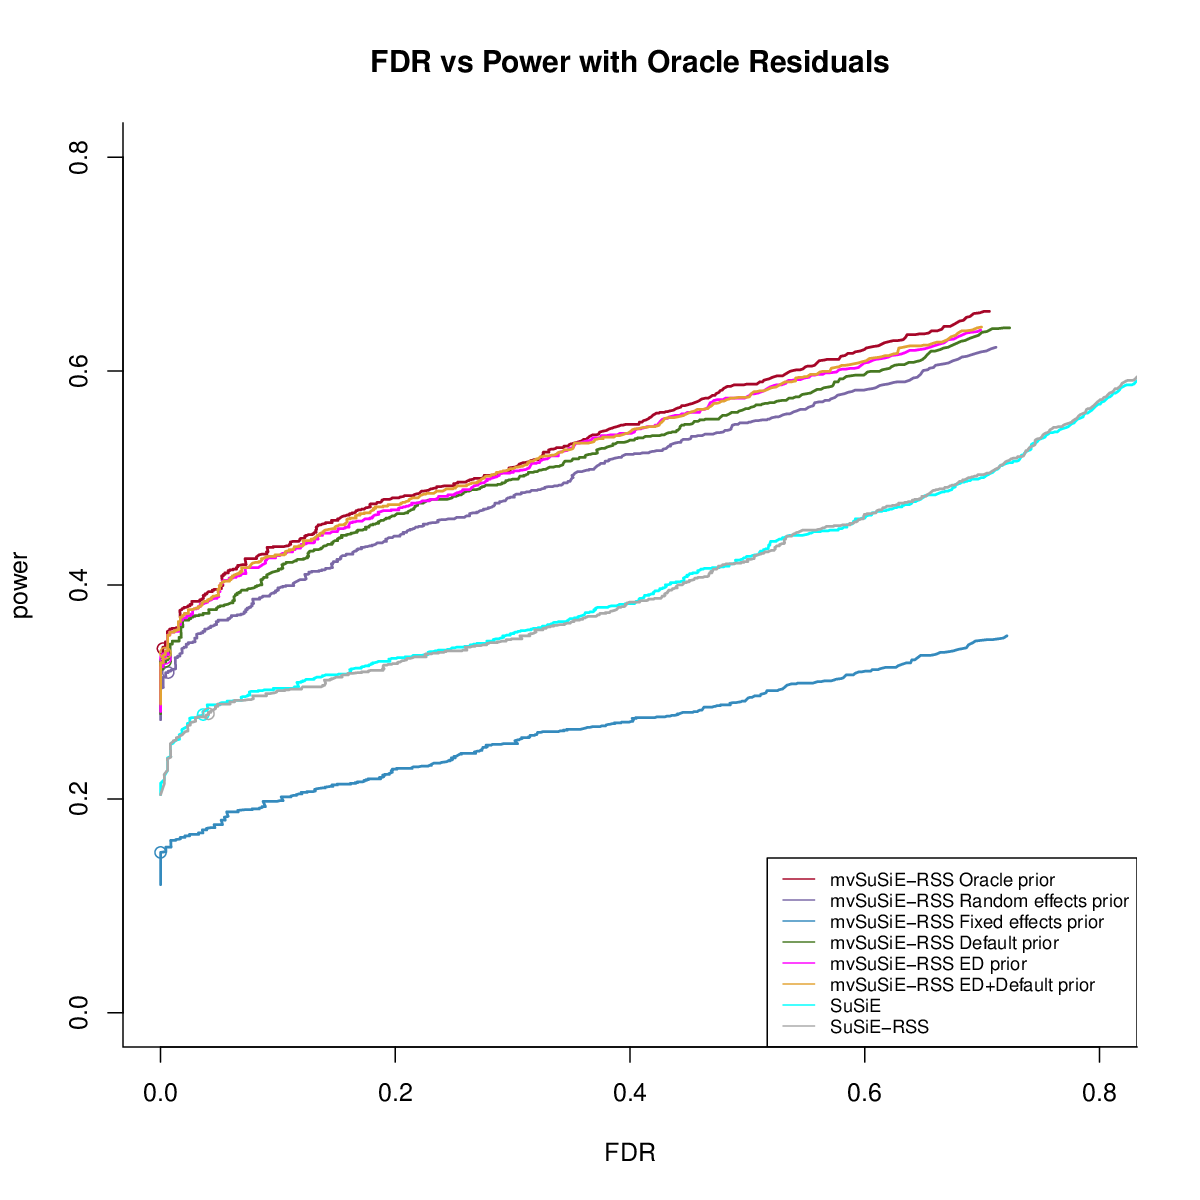 FDR vs Power with Oracle Residuals
0.8
0.6
0.4
0.2
0.0
power
mvSuSiE−RSS Oracle prior
mvSuSiE−RSS Random effects prior
mvSuSiE−RSS Fixed effects prior
mvSuSiE−RSS Default prior
mvSuSiE−RSS ED prior
mvSuSiE−RSS ED+Default prior
SuSiE
SuSiE−RSS
0.0 0.2 0.4 0.6 0.8
FDR